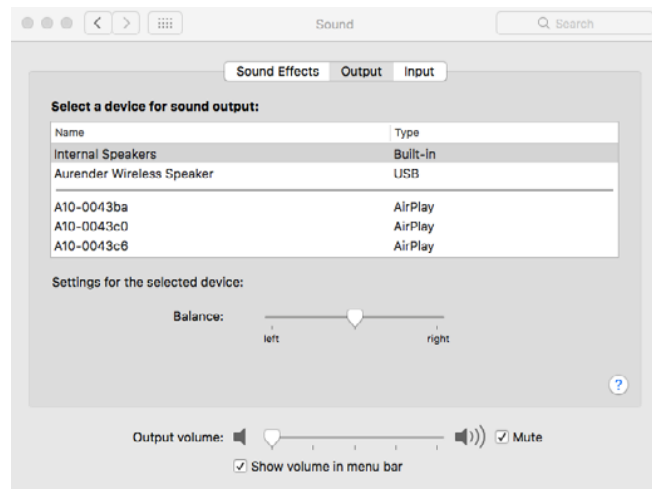 Sound
Search
Sound Effects Output Input
Select a device for sound output:
Name Type
Internal Speakers Built-in
Aurender Wireless Speaker USB
A10-0043ba AirPlay
A10-0043c0 AirPlay
A10-0043c6 AirPlay
Settings for the selected device:
Balance:
left right
?
Output volume: Mute
Show volume in menu bar